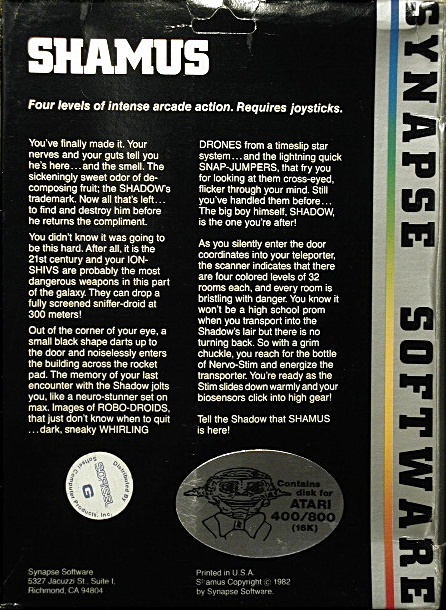 SHAMUS
Four levels of intense arcade action. Requires joysticks.
You've finally made it. Your
nerves and your guts tell you
he's here...and the smell. The
sickeningly sweet odor of de-
composing fruit; the SHADOW's
trademark. Now all that's left...
to find and destroy him before
he returns the compliment.
You didn't know it was going to
be this hard. After all, it is the
21st century and your ION-
SHIVS are probably the most
dangerous weapons in this part
of the galaxy. They can drop a
fully screened sniffer-droid at
300 meters!
Out of the corner of your eye, a
small black shape darts up to
the door and noiselessly enters
the building across the rocket
pad. The memory of your last
encounter with the Shadow jolts
you, like a neuro-stunner set on
max. Images of ROBO-DROIDS,
that just don't know when to quit
...dark, sneaky WHIRLING
DRONES from a timeslip star
system...and the lightning quick
SNAP-JUMPERS, that fry you
for looking at them cross-eyed,
flicker through your mind. Still
you've handled them before...
The big boy himself, SHADOW,
is the one you're after!
As you silently enter the door
coordinates into your teleporter,
the scanner indicates that there
are four colored levels of 32
rooms each, and every room is
bristling with danger. You know it
won't be a high school prom
when you transport into the
Shadow's lair but there is no
turning back. So with a grim
chuckle, you reach for the bottle
of Nervo-Stim and energize the
transporter. You're ready as the
Stim slides down warmly and your
biosensors click into high gear!
Tell the Shadow that SHAMUS
is here!
Distributed by
SOFTSEL
G
Softsel Computer Products, Inc.
Contains
disk for
ATARI
400/800
(16K)
Synapse Software
5327 Jacuzzi St., Suite I,
Richmond, CA 94804
Printed in U.S.A.
S amus Copyright © 1982
by Synapse Software.
SYNAPSE SOFTWARE